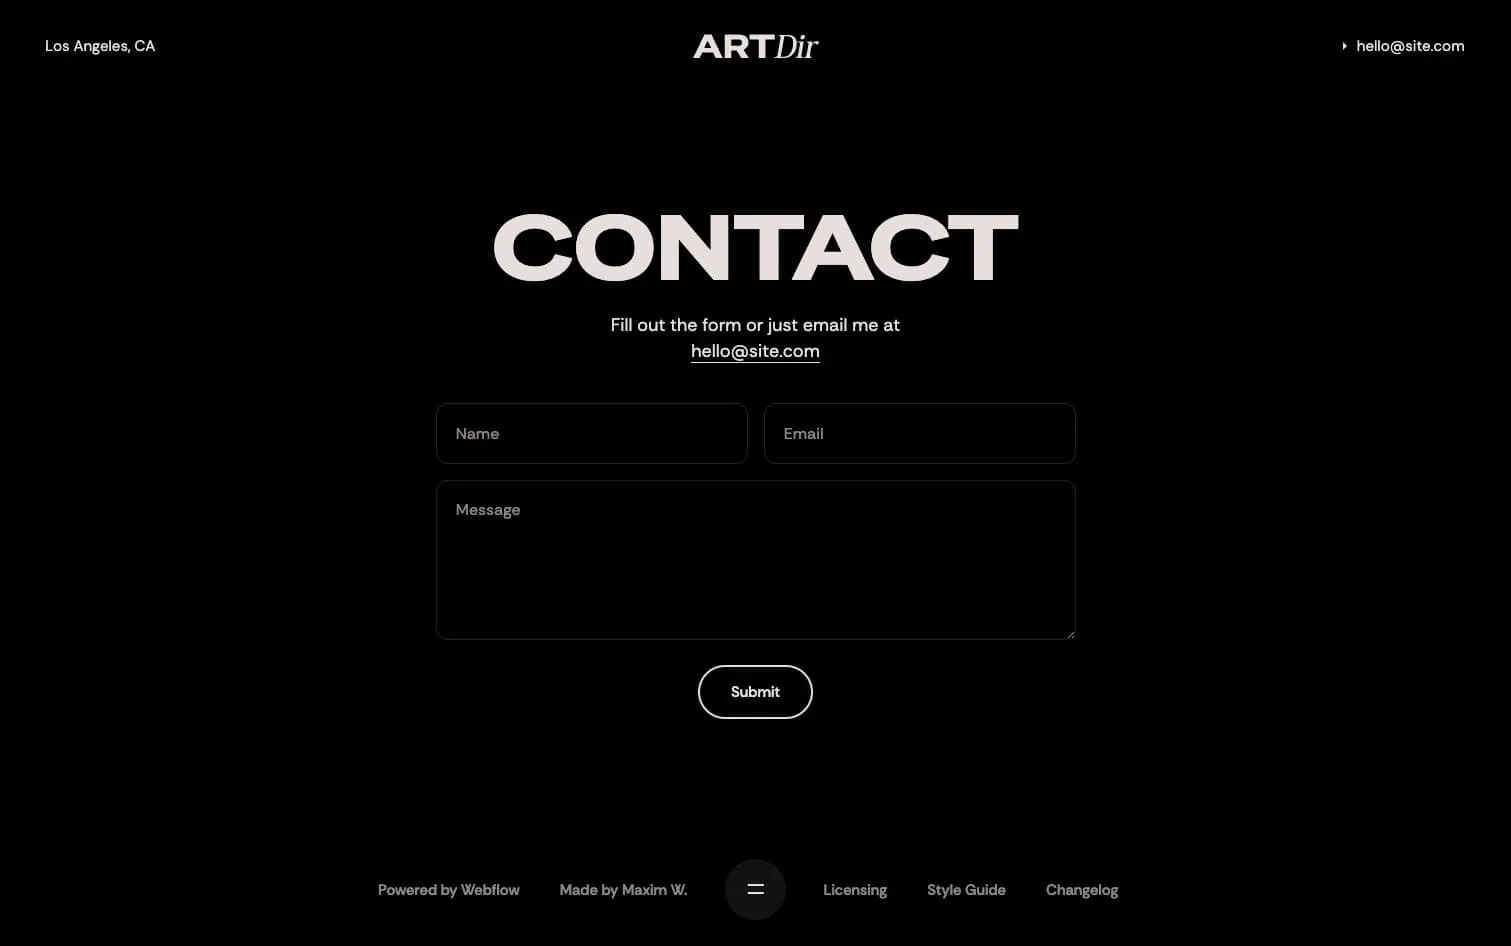 Los Angeles, CA
ARTDir
hello@site.com
CONTACT
Fill out the form or just email me at
hello@site.com
Name
Email
Message
Submit
Powered by Webflow
Made by Maxim W.
Licensing
Style Guide
Changelog